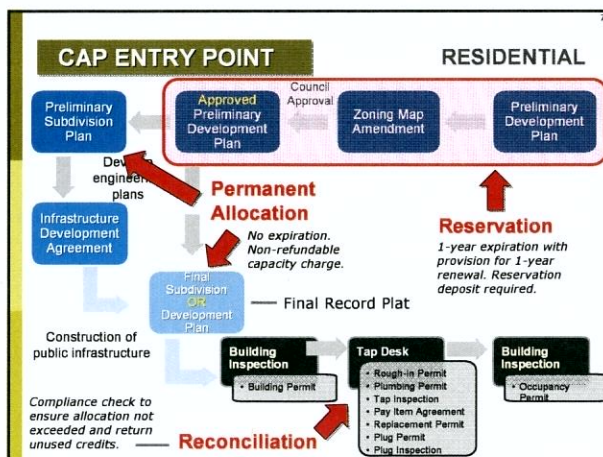 7
CAP ENTRY POINT
RESIDENTIAL
Preliminary
Subdivision
Plan
Approved
Preliminary
Development
Plan
Council
Approval
Zoning Map
Amendment
Preliminary
Development
Plan
engineer
plans
Permanent
Allocation
No expiration.
Non-refundable
capacity charge.
Reservation
1-year expiration with
provision for 1-year
renewal. Reservation
deposit required.
Infrastructure
Development
Agreement
Final
Subdivision
OR
Development
Plan
Final Record Plat
Construction of
public infrastructure
Building
Inspection
• Building Permit
Tap Desk
• Rough-in Permit
• Plumbing Permit
• Tap Inspection
• Pay Item Agreement
• Replacement Permit
• Plug Permit
• Plug Inspection
Building
Inspection
• Occupancy
Permit
Compliance check to
ensure allocation not
exceeded and return
unused credits.
Reconciliation